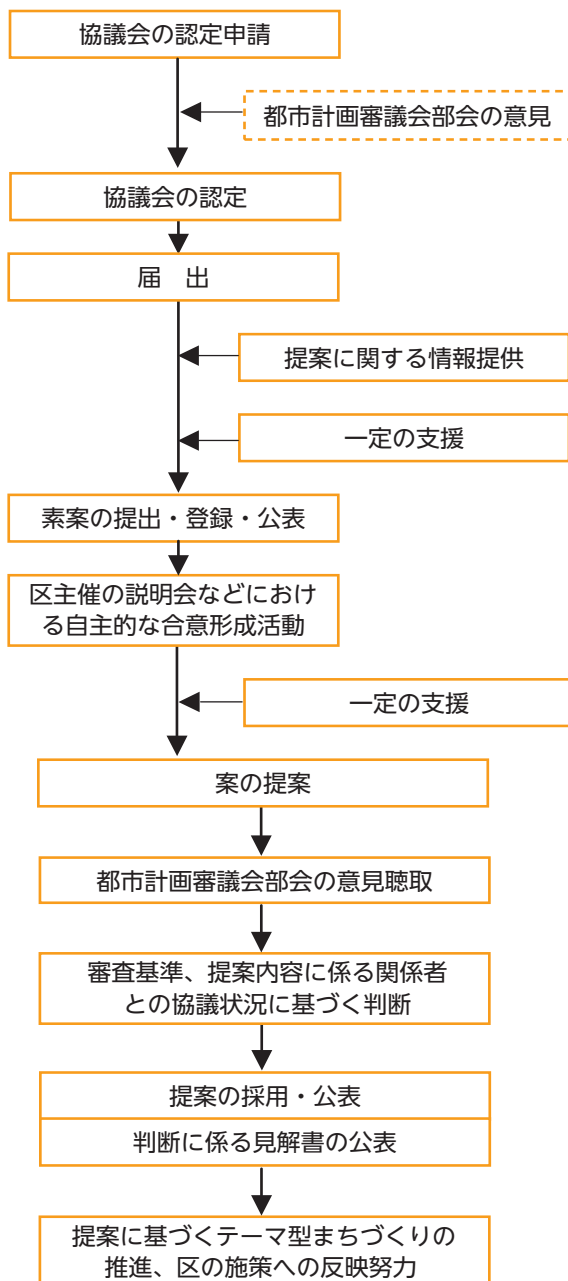 協議会の認定申請
都市計画審議会部会の意見
協議会の認定
届　出
提案に関する情報提供
一定の支援
素案の提出・登録・公表
区主催の説明会などにおけ
る自主的な合意形成活動
一定の支援
案の提案
都市計画審議会部会の意見聴取
審査基準、提案内容に係る関係者
との協議状況に基づく判断
提案の採用・公表
判断に係る見解書の公表
提案に基づくテーマ型まちづくりの
推進、区の施策への反映努力